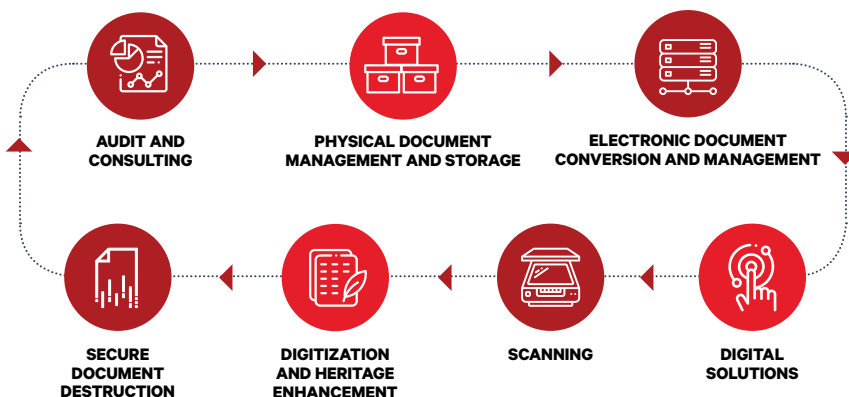 AUDIT AND
CONSULTING
PHYSICAL DOCUMENT
MANAGEMENT AND STORAGE
ELECTRONIC DOCUMENT
CONVERSION AND MANAGEMENT
SECURE
DOCUMENT
DESTRUCTION
DIGITIZATION
AND HERITAGE
ENHANCEMENT
SCANNING
DIGITAL
SOLUTIONS